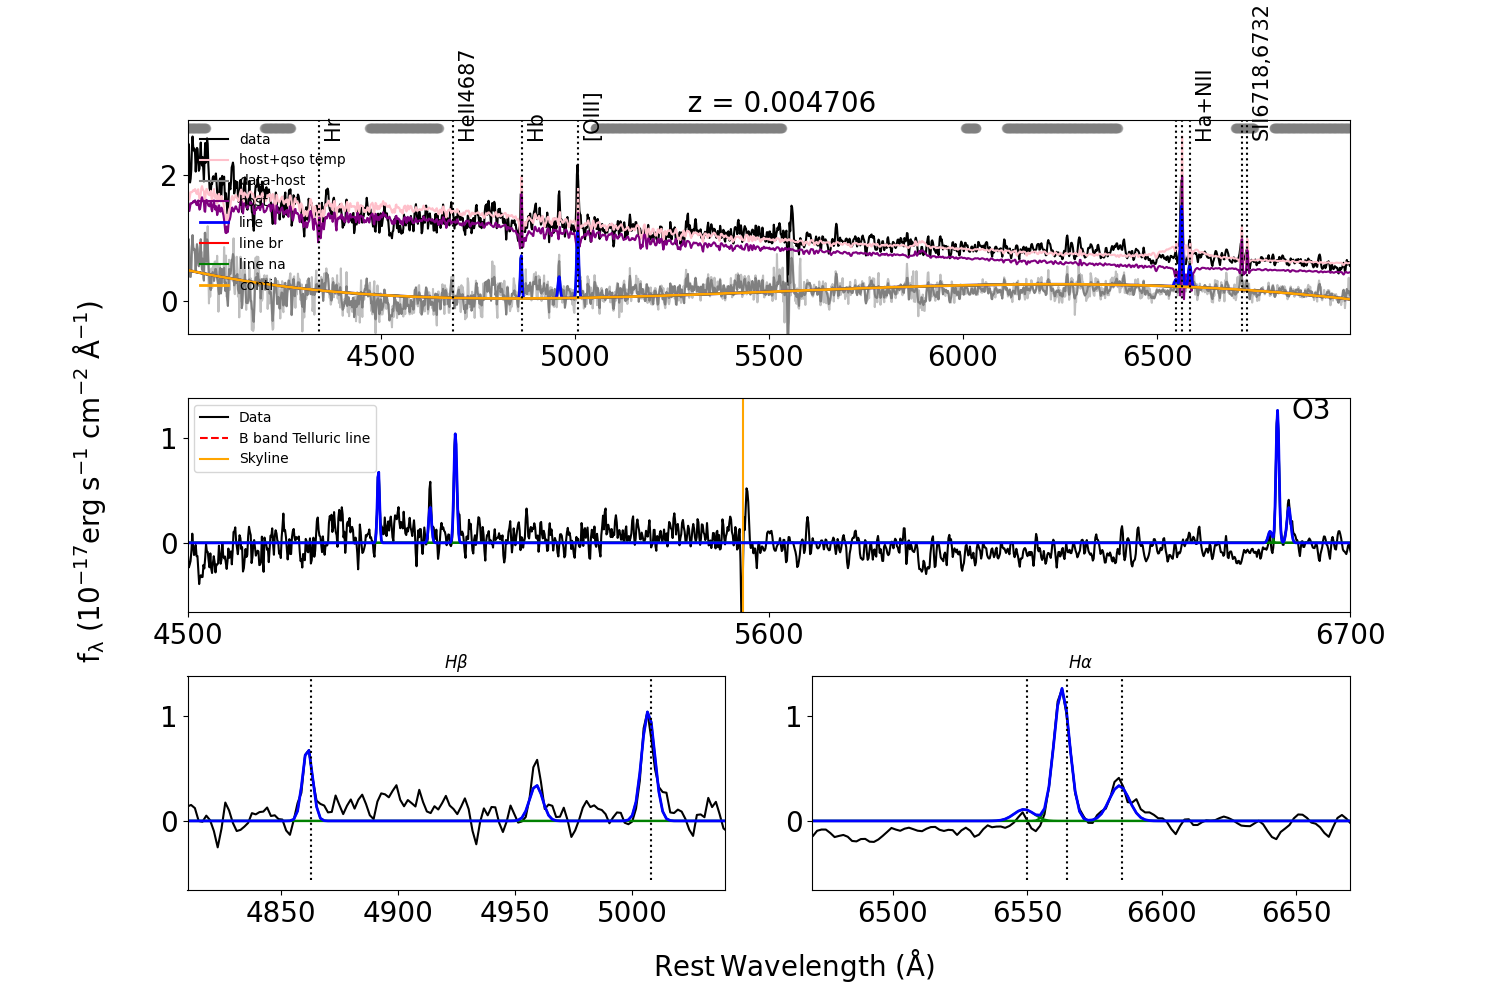 z = 0.004706
Hr
HeII4687
Hb
[OIII]
Ha+NII
SII6718,6732
data
host+qso temp
data-host
host
line
line br
line na
conti
2
0
4500 5000 5500 6000 6500
fλ (10⁻¹⁷erg s⁻¹ cm⁻² Å⁻¹)
Data
B band Telluric line
Skyline
O3
1
0
4500 5600 6700
Hβ
1
0
4850 4900 4950 5000
Hα
1
0
6500 6550 6600 6650
Rest Wavelength (Å)